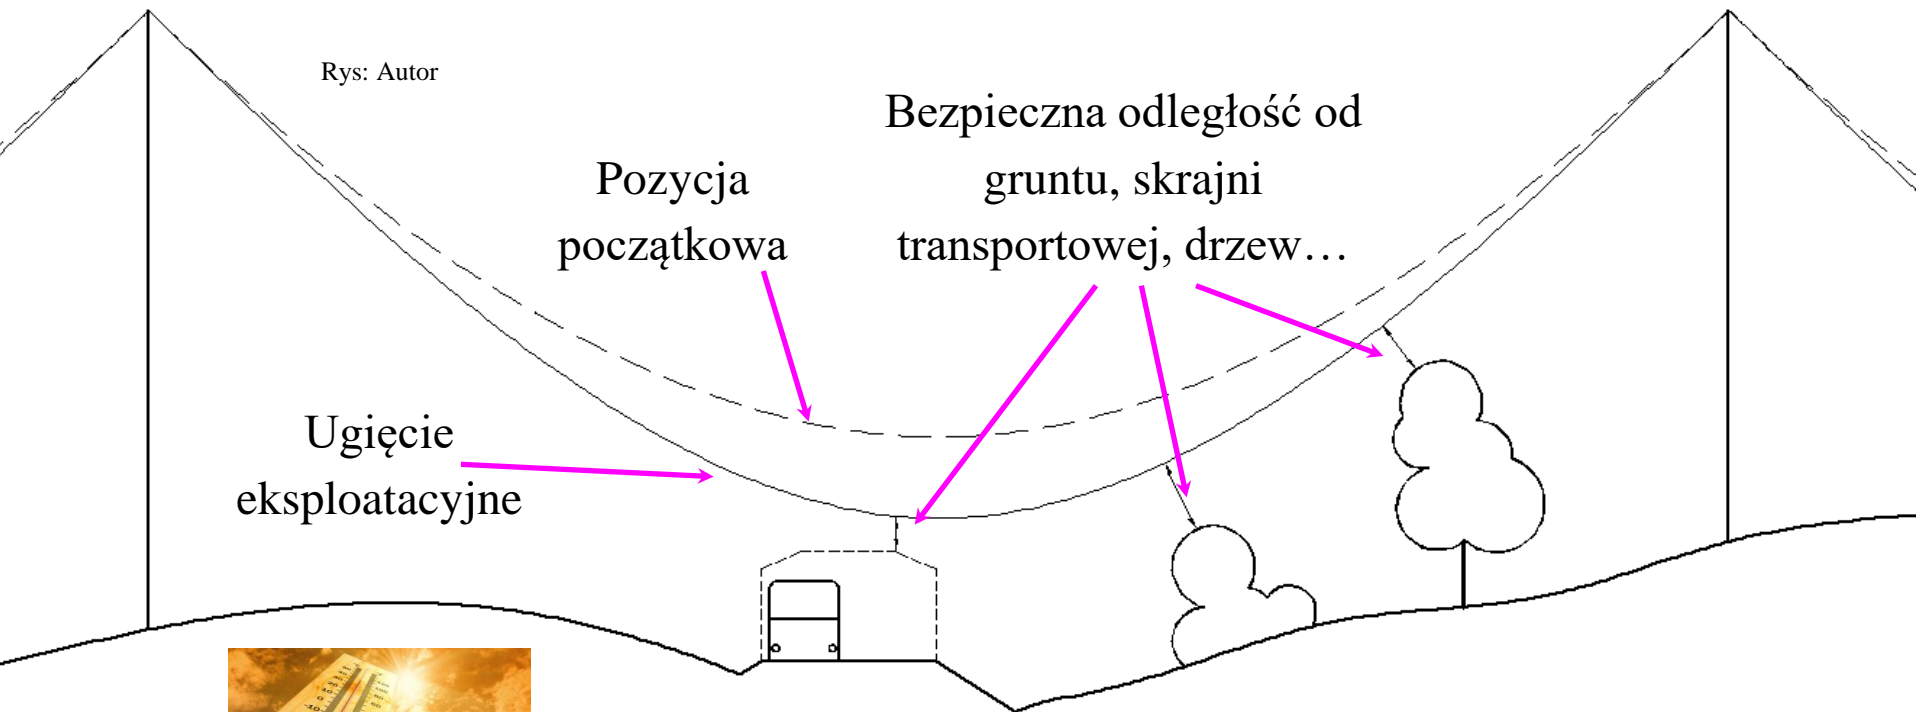 Rys: Autor
Bezpieczna odległość od
gruntu, skrajni
transportowej, drzew…
Pozycja
początkowa
Ugięcie
eksploatacyjne